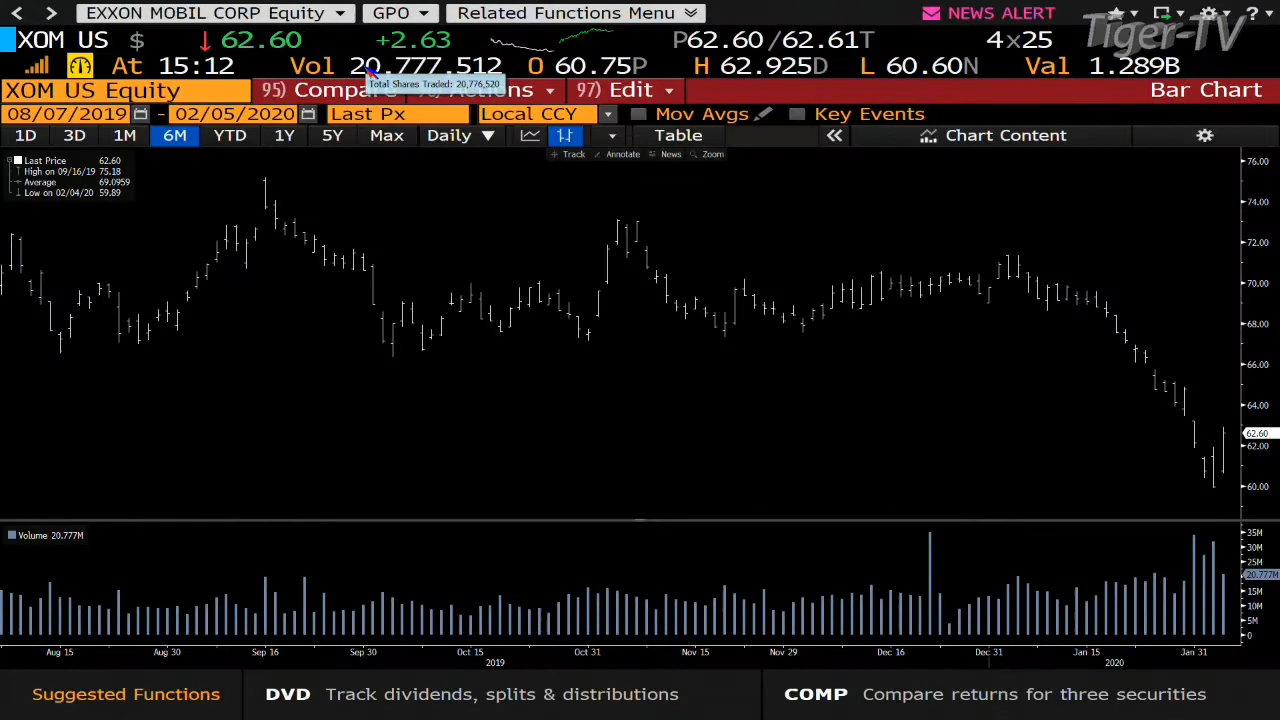 EXXON MOBIL CORP Equity GPO Related Functions Menu NEWS ALERT ?
XOM US $ ↓ 62.60 +2.63 P62.60 /62.61T 4×25 Tiger-TV
At 15:12 Vol 20,777,512 O 60.75P H 62.925D L 60.60N Val 1.289B
Total Shares Traded: 20,776,520
XOM US Equity 95) Compare Actions 97) Edit Bar Chart
08/07/2019 - 02/05/2020 Last Px Local CCY Mov Avgs Key Events
1D 3D 1M 6M YTD 1Y 5Y Max Daily ▼ Table « Chart Content
Track Annotate News Zoom
Last Price 62.60
High on 09/16/19 75.18
Average 69.0959
Low on 02/04/20 59.89
76.00
74.00
72.00
70.00
68.00
66.00
64.00
62.60
62.00
60.00
Volume 20.777M
35M
30M
25M
20.777M
15M
10M
5M
0
Aug 15 Aug 30 Sep 16 Sep 30 Oct 15 Oct 31 Nov 15 Nov 29 Dec 16 Dec 31 Jan 15 Jan 31
2019 2020
Suggested Functions DVD Track dividends, splits & distributions COMP Compare returns for three securities